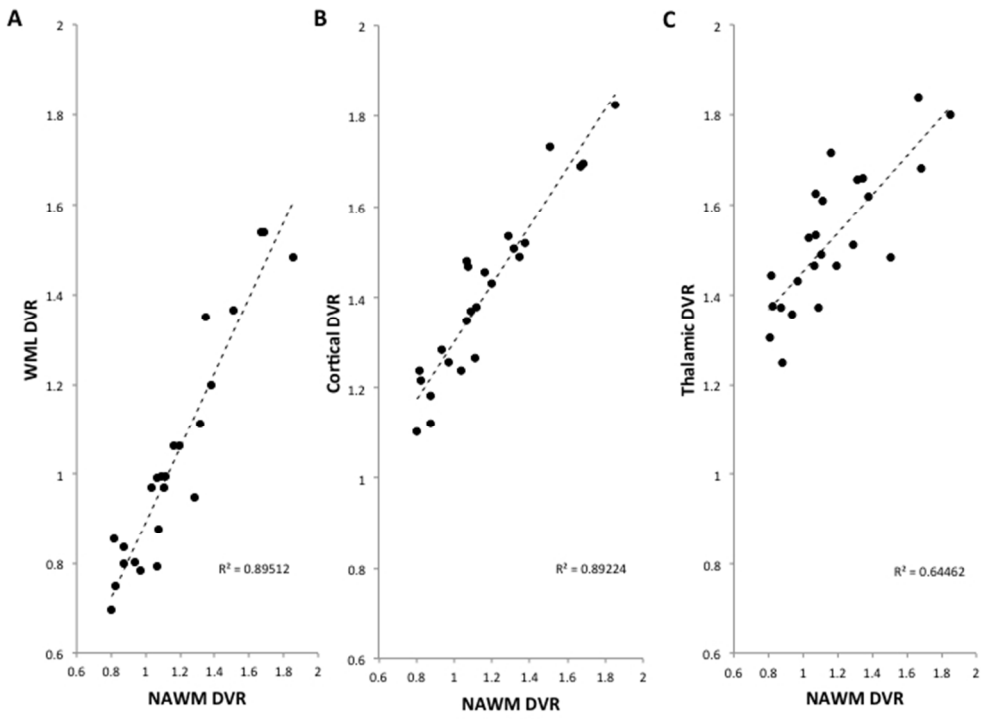 A
2
1.8
1.6
1.4
1.2
1
0.8
0.6
WML DVR
R² = 0.89512
0.6 0.8 1 1.2 1.4 1.6 1.8 2
NAWM DVR
B
2
1.8
1.6
1.4
1.2
1
0.8
0.6
Cortical DVR
R² = 0.89224
0.6 0.8 1 1.2 1.4 1.6 1.8 2
NAWM DVR
C
2
1.8
1.6
1.4
1.2
1
0.8
0.6
Thalamic DVR
R² = 0.64462
0.6 0.8 1 1.2 1.4 1.6 1.8 2
NAWM DVR